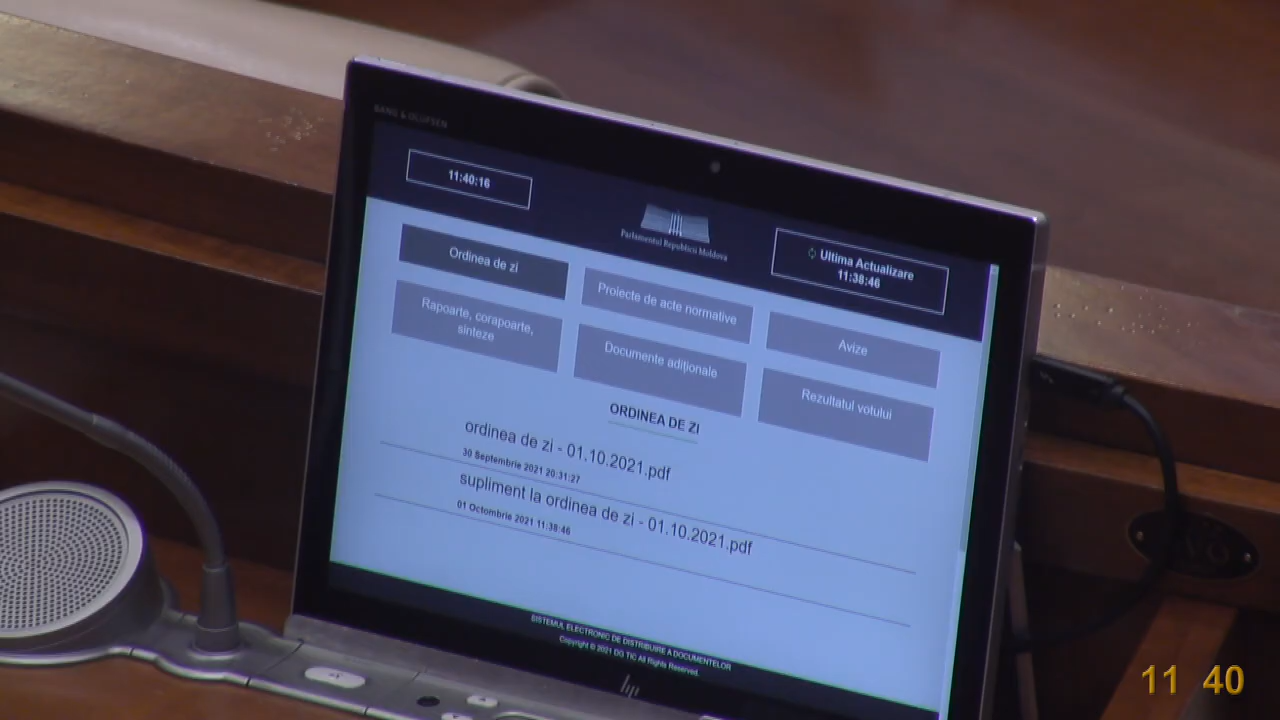 BANG & OLUFSEN
11:40:16
Parlamentul Republicii Moldova
Ultima Actualizare
11:38:46
Ordinea de zi
Proiecte de acte normative
Avize
Rapoarte, corapoarte,
sinteze
Documente adiționale
Rezultatul votului
ORDINEA DE ZI
ordinea de zi - 01.10.2021.pdf
30 Septembrie 2021 20:31:27
supliment la ordinea de zi - 01.10.2021.pdf
01 Octombrie 2021 11:38:46
SISTEMUL ELECTRONIC DE DISTRIBUIRE A DOCUMENTELOR
Copyright © 2021 DG TIC All Rights Reserved.
hp
11 40